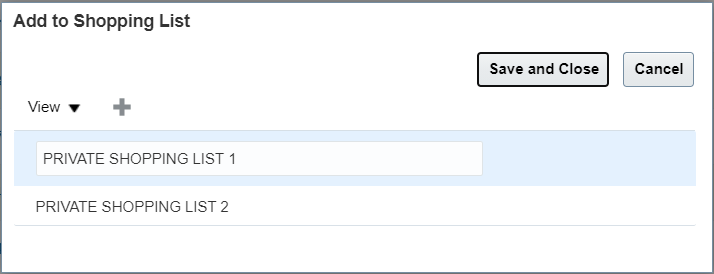 Add to Shopping List
Save and Close Cancel
View
PRIVATE SHOPPING LIST 1
PRIVATE SHOPPING LIST 2